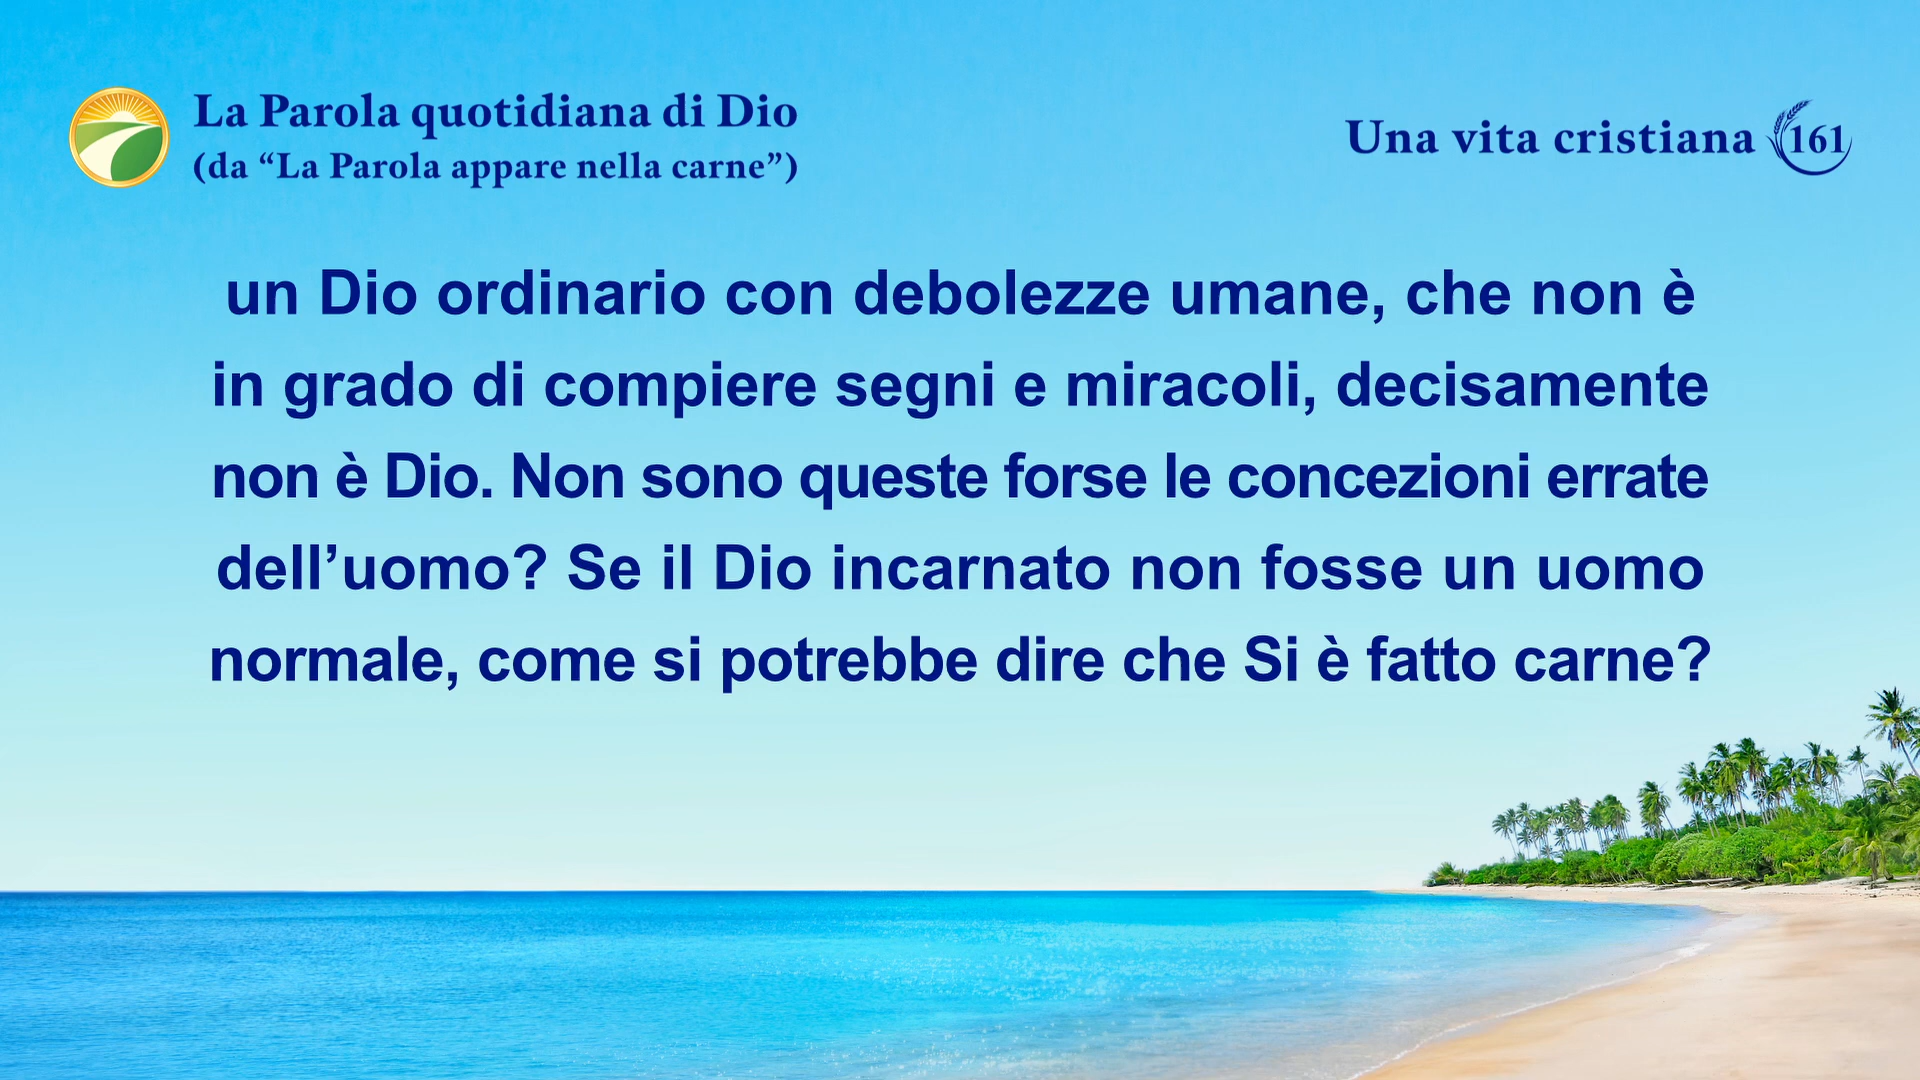 La Parola quotidiana di Dio
(da “La Parola appare nella carne”)
Una vita cristiana 161
un Dio ordinario con debolezze umane, che non è
in grado di compiere segni e miracoli, decisamente
non è Dio. Non sono queste forse le concezioni errate
dell’uomo? Se il Dio incarnato non fosse un uomo
normale, come si potrebbe dire che Si è fatto carne?